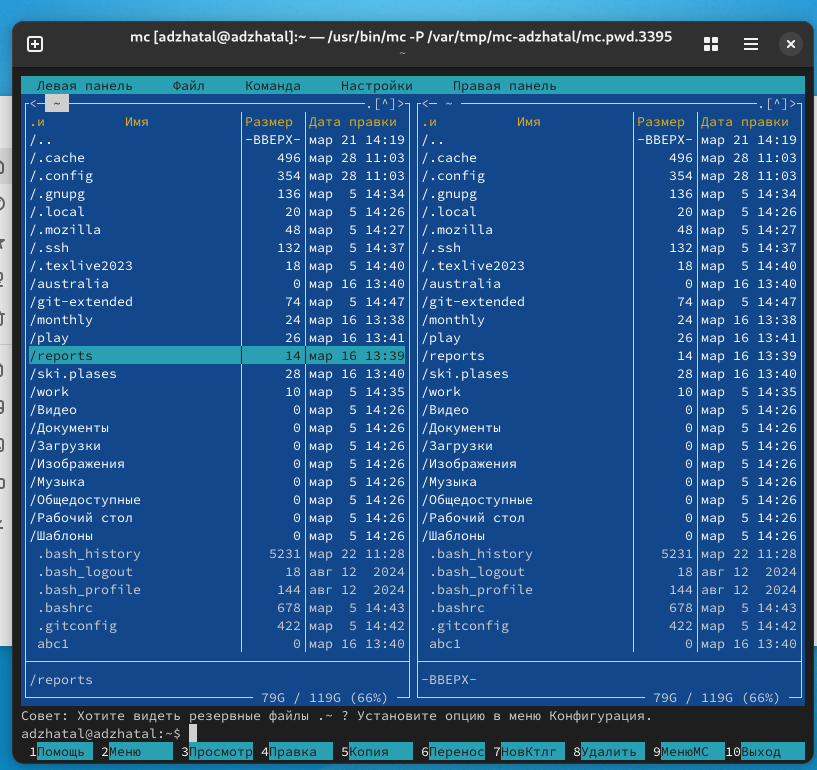 mc [adzhatal@adzhatal]:~ — /usr/bin/mc -P /var/tmp/mc-adzhatal/mc.pwd.3395
~
Левая панель Файл Команда Настройки Правая панель
<─ ~ .[^]> <─ ~ .[^]>
.и Имя Размер Дата правки .и Имя Размер Дата правки
/.. -ВВЕРХ- мар 21 14:19 /.. -ВВЕРХ- мар 21 14:19
/.cache 496 мар 28 11:03 /.cache 496 мар 28 11:03
/.config 354 мар 28 11:03 /.config 354 мар 28 11:03
/.gnupg 136 мар 5 14:34 /.gnupg 136 мар 5 14:34
/.local 20 мар 5 14:26 /.local 20 мар 5 14:26
/.mozilla 48 мар 5 14:27 /.mozilla 48 мар 5 14:27
/.ssh 132 мар 5 14:37 /.ssh 132 мар 5 14:37
/.texlive2023 18 мар 5 14:40 /.texlive2023 18 мар 5 14:40
/australia 0 мар 16 13:40 /australia 0 мар 16 13:40
/git-extended 74 мар 5 14:47 /git-extended 74 мар 5 14:47
/monthly 24 мар 16 13:38 /monthly 24 мар 16 13:38
/play 26 мар 16 13:41 /play 26 мар 16 13:41
/reports 14 мар 16 13:39 /reports 14 мар 16 13:39
/ski.plases 28 мар 16 13:40 /ski.plases 28 мар 16 13:40
/work 10 мар 5 14:35 /work 10 мар 5 14:35
/Видео 0 мар 5 14:26 /Видео 0 мар 5 14:26
/Документы 0 мар 5 14:26 /Документы 0 мар 5 14:26
/Загрузки 0 мар 5 14:26 /Загрузки 0 мар 5 14:26
/Изображения 0 мар 5 14:26 /Изображения 0 мар 5 14:26
/Музыка 0 мар 5 14:26 /Музыка 0 мар 5 14:26
/Общедоступные 0 мар 5 14:26 /Общедоступные 0 мар 5 14:26
/Рабочий стол 0 мар 5 14:26 /Рабочий стол 0 мар 5 14:26
/Шаблоны 0 мар 5 14:26 /Шаблоны 0 мар 5 14:26
.bash_history 5231 мар 22 11:28 .bash_history 5231 мар 22 11:28
.bash_logout 18 авг 12 2024 .bash_logout 18 авг 12 2024
.bash_profile 144 авг 12 2024 .bash_profile 144 авг 12 2024
.bashrc 678 мар 5 14:43 .bashrc 678 мар 5 14:43
.gitconfig 422 мар 5 14:42 .gitconfig 422 мар 5 14:42
abc1 0 мар 16 13:40 abc1 0 мар 16 13:40
/reports -ВВЕРХ-
79G / 119G (66%) 79G / 119G (66%)
Совет: Хотите видеть резервные файлы .~ ? Установите опцию в меню Конфигурация.
adzhatal@adzhatal:~$
1Помощь 2Меню 3Просмотр 4Правка 5Копия 6Перенос 7НовКтлг 8Удалить 9МенюМС 10Выход